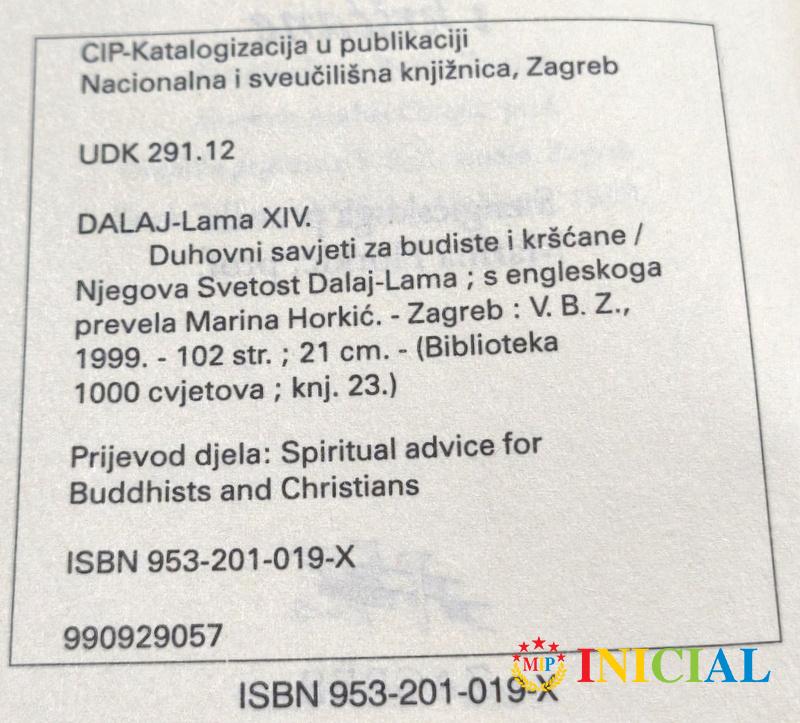 CIP-Katalogizacija u publikaciji
Nacionalna i sveučilišna knjižnica, Zagreb
UDK 291.12
DALAJ-Lama XIV.
Duhovni savjeti za budiste i kršćane /
Njegova Svetost Dalaj-Lama ; s engleskoga
prevela Marina Horkić. - Zagreb : V. B. Z.,
1999. - 102 str. ; 21 cm. - (Biblioteka
1000 cvjetova ; knj. 23.)
Prijevod djela: Spiritual advice for
Buddhists and Christians
ISBN 953-201-019-X
990929057
ISBN 953-201-019-X
MIP INICIAL